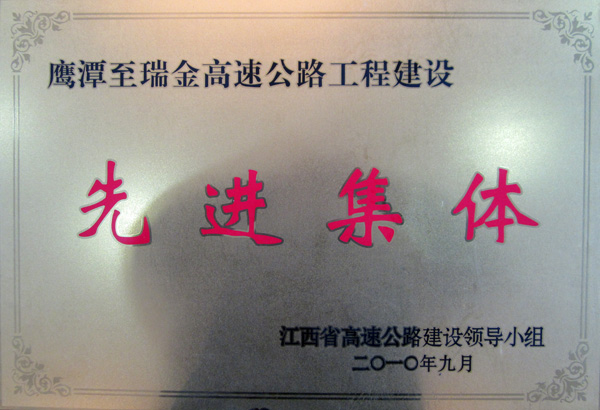 鹰潭至瑞金高速公路工程建设
先进集体
江西省高速公路建设领导小组
二〇一〇年九月